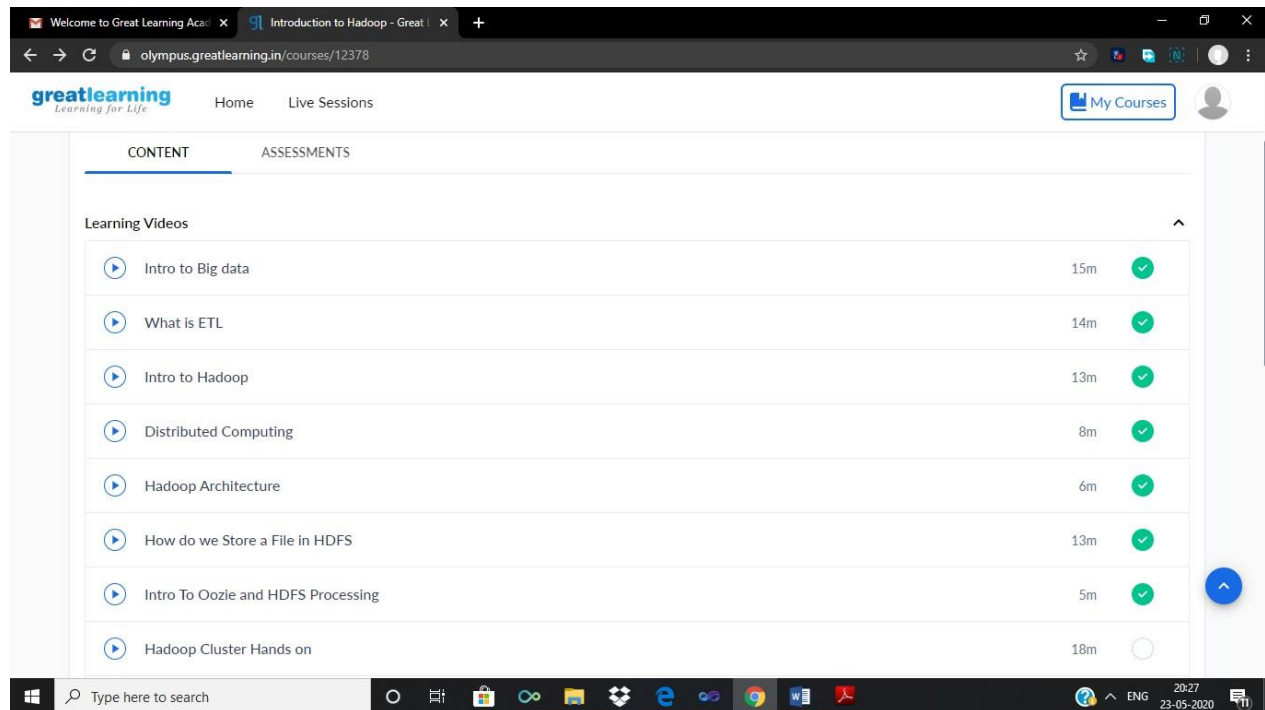 Welcome to Great Learning Acad
Introduction to Hadoop - Great L
olympus.greatlearning.in/courses/12378
greatlearning
Learning for Life
Home Live Sessions
My Courses
CONTENT ASSESSMENTS
Learning Videos
Intro to Big data 15m
What is ETL 14m
Intro to Hadoop 13m
Distributed Computing 8m
Hadoop Architecture 6m
How do we Store a File in HDFS 13m
Intro To Oozie and HDFS Processing 5m
Hadoop Cluster Hands on 18m
Type here to search
ENG
20:27
23-05-2020